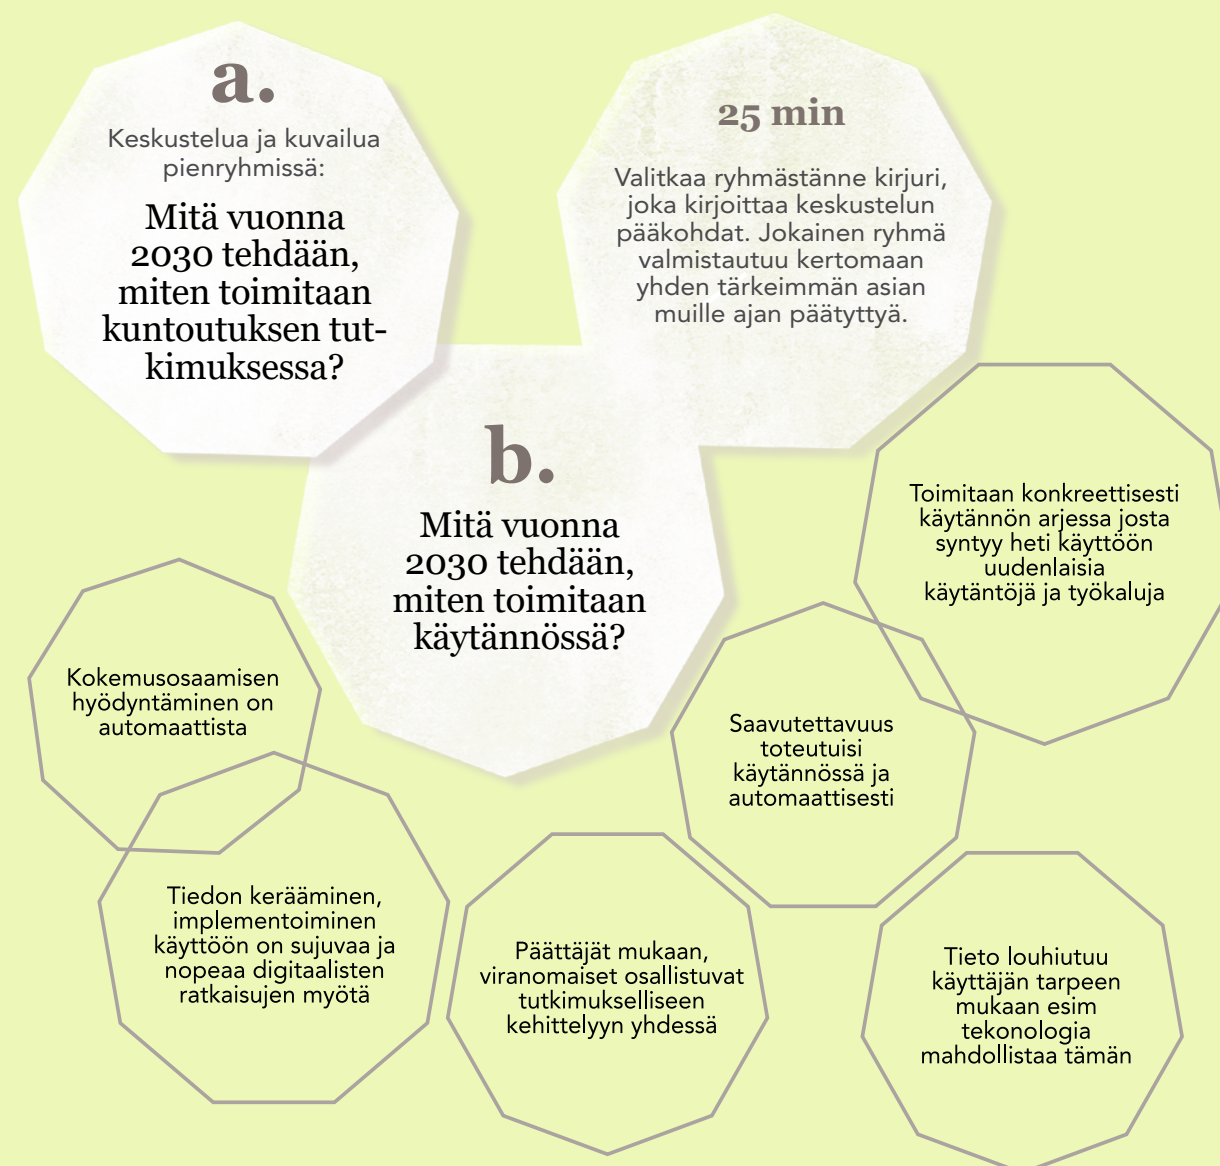 a.
Keskustelua ja kuvailua
pienryhmissä:
Mitä vuonna
2030 tehdään,
miten toimitaan
kuntoutuksen tut-
kimuksessa?
25 min
Valitkaa ryhmästänne kirjuri,
joka kirjoittaa keskustelun
pääkohdat. Jokainen ryhmä
valmistautuu kertomaan
yhden tärkeimmän asian
muille ajan päätyttyä.
b.
Mitä vuonna
2030 tehdään,
miten toimitaan
käytännössä?
Toimitaan konkreettisesti
käytännön arjessa josta
syntyy heti käyttöön
uudenlaisia
käytäntöjä ja työkaluja
Kokemusosaamisen
hyödyntäminen on
automaattista
Saavutettavuus
toteutuisi
käytännössä ja
automaattisesti
Tiedon kerääminen,
implementoiminen
käyttöön on sujuvaa ja
nopeaa digitaalisten
ratkaisujen myötä
Päättäjät mukaan,
viranomaiset osallistuvat
tutkimukselliseen
kehittelyyn yhdessä
Tieto louhiutuu
käyttäjän tarpeen
mukaan esim
tekonologia
mahdollistaa tämän